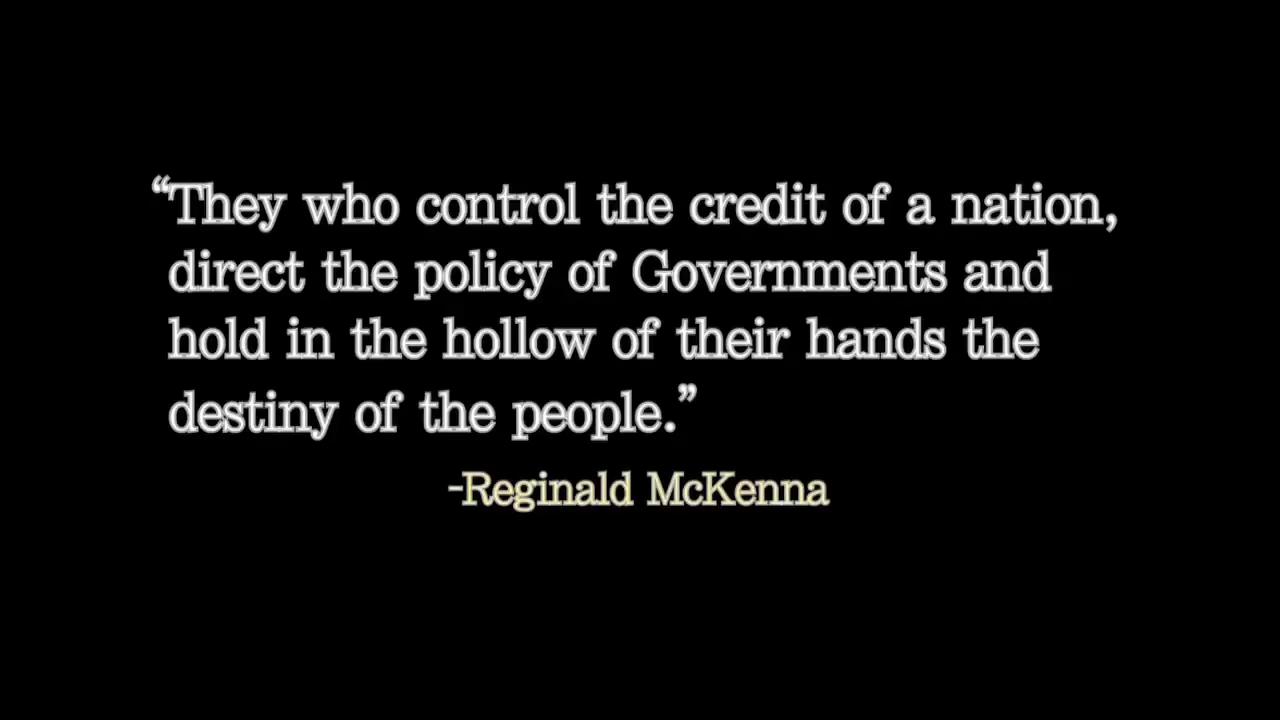 “They who control the credit of a nation,
direct the policy of Governments and
hold in the hollow of their hands the
destiny of the people.”
-Reginald McKenna